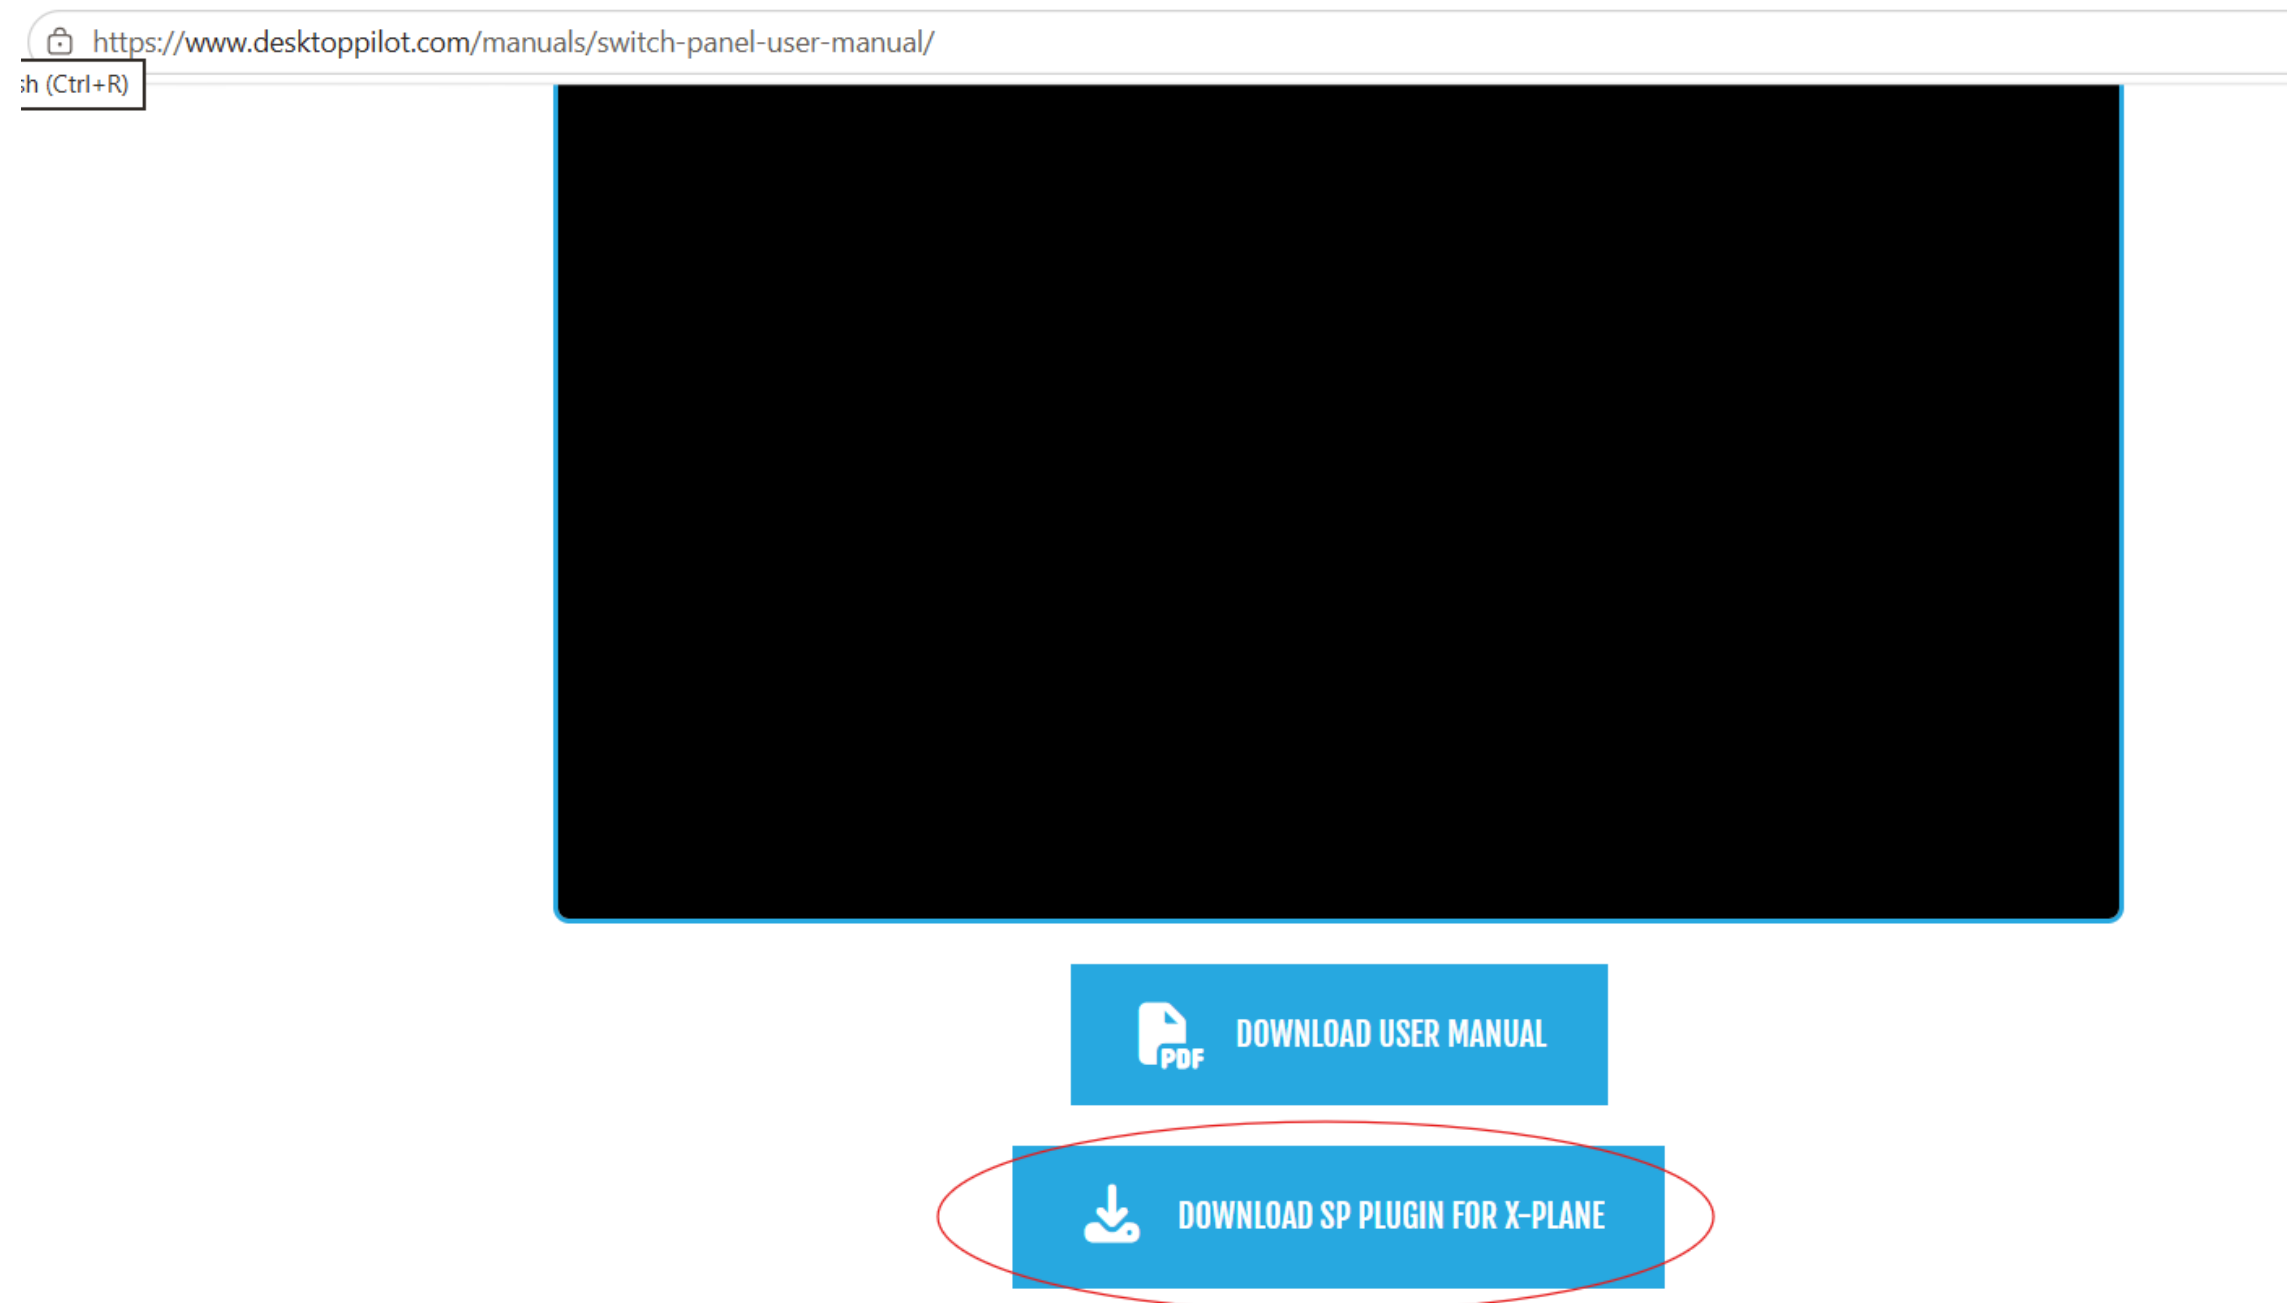 https://www.desktoppilot.com/manuals/switch-panel-user-manual/
sh (Ctrl+R)
DOWNLOAD USER MANUAL
PDF
DOWNLOAD SP PLUGIN FOR X-PLANE